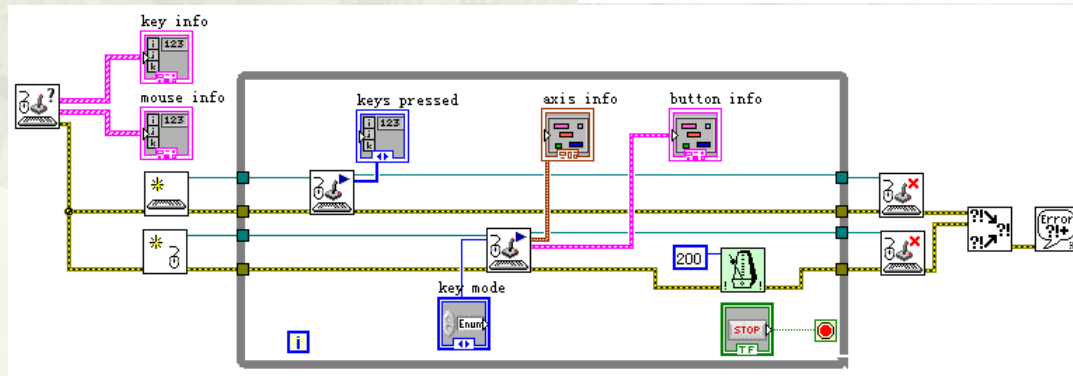 key info
i 123
j
k
mouse info
i 123
j
k
keys pressed
i 123
j
k
axis info
button info
?
?!
?!
?!
Error
?!+
200
! !
key mode
Enum
STOP
TF
i